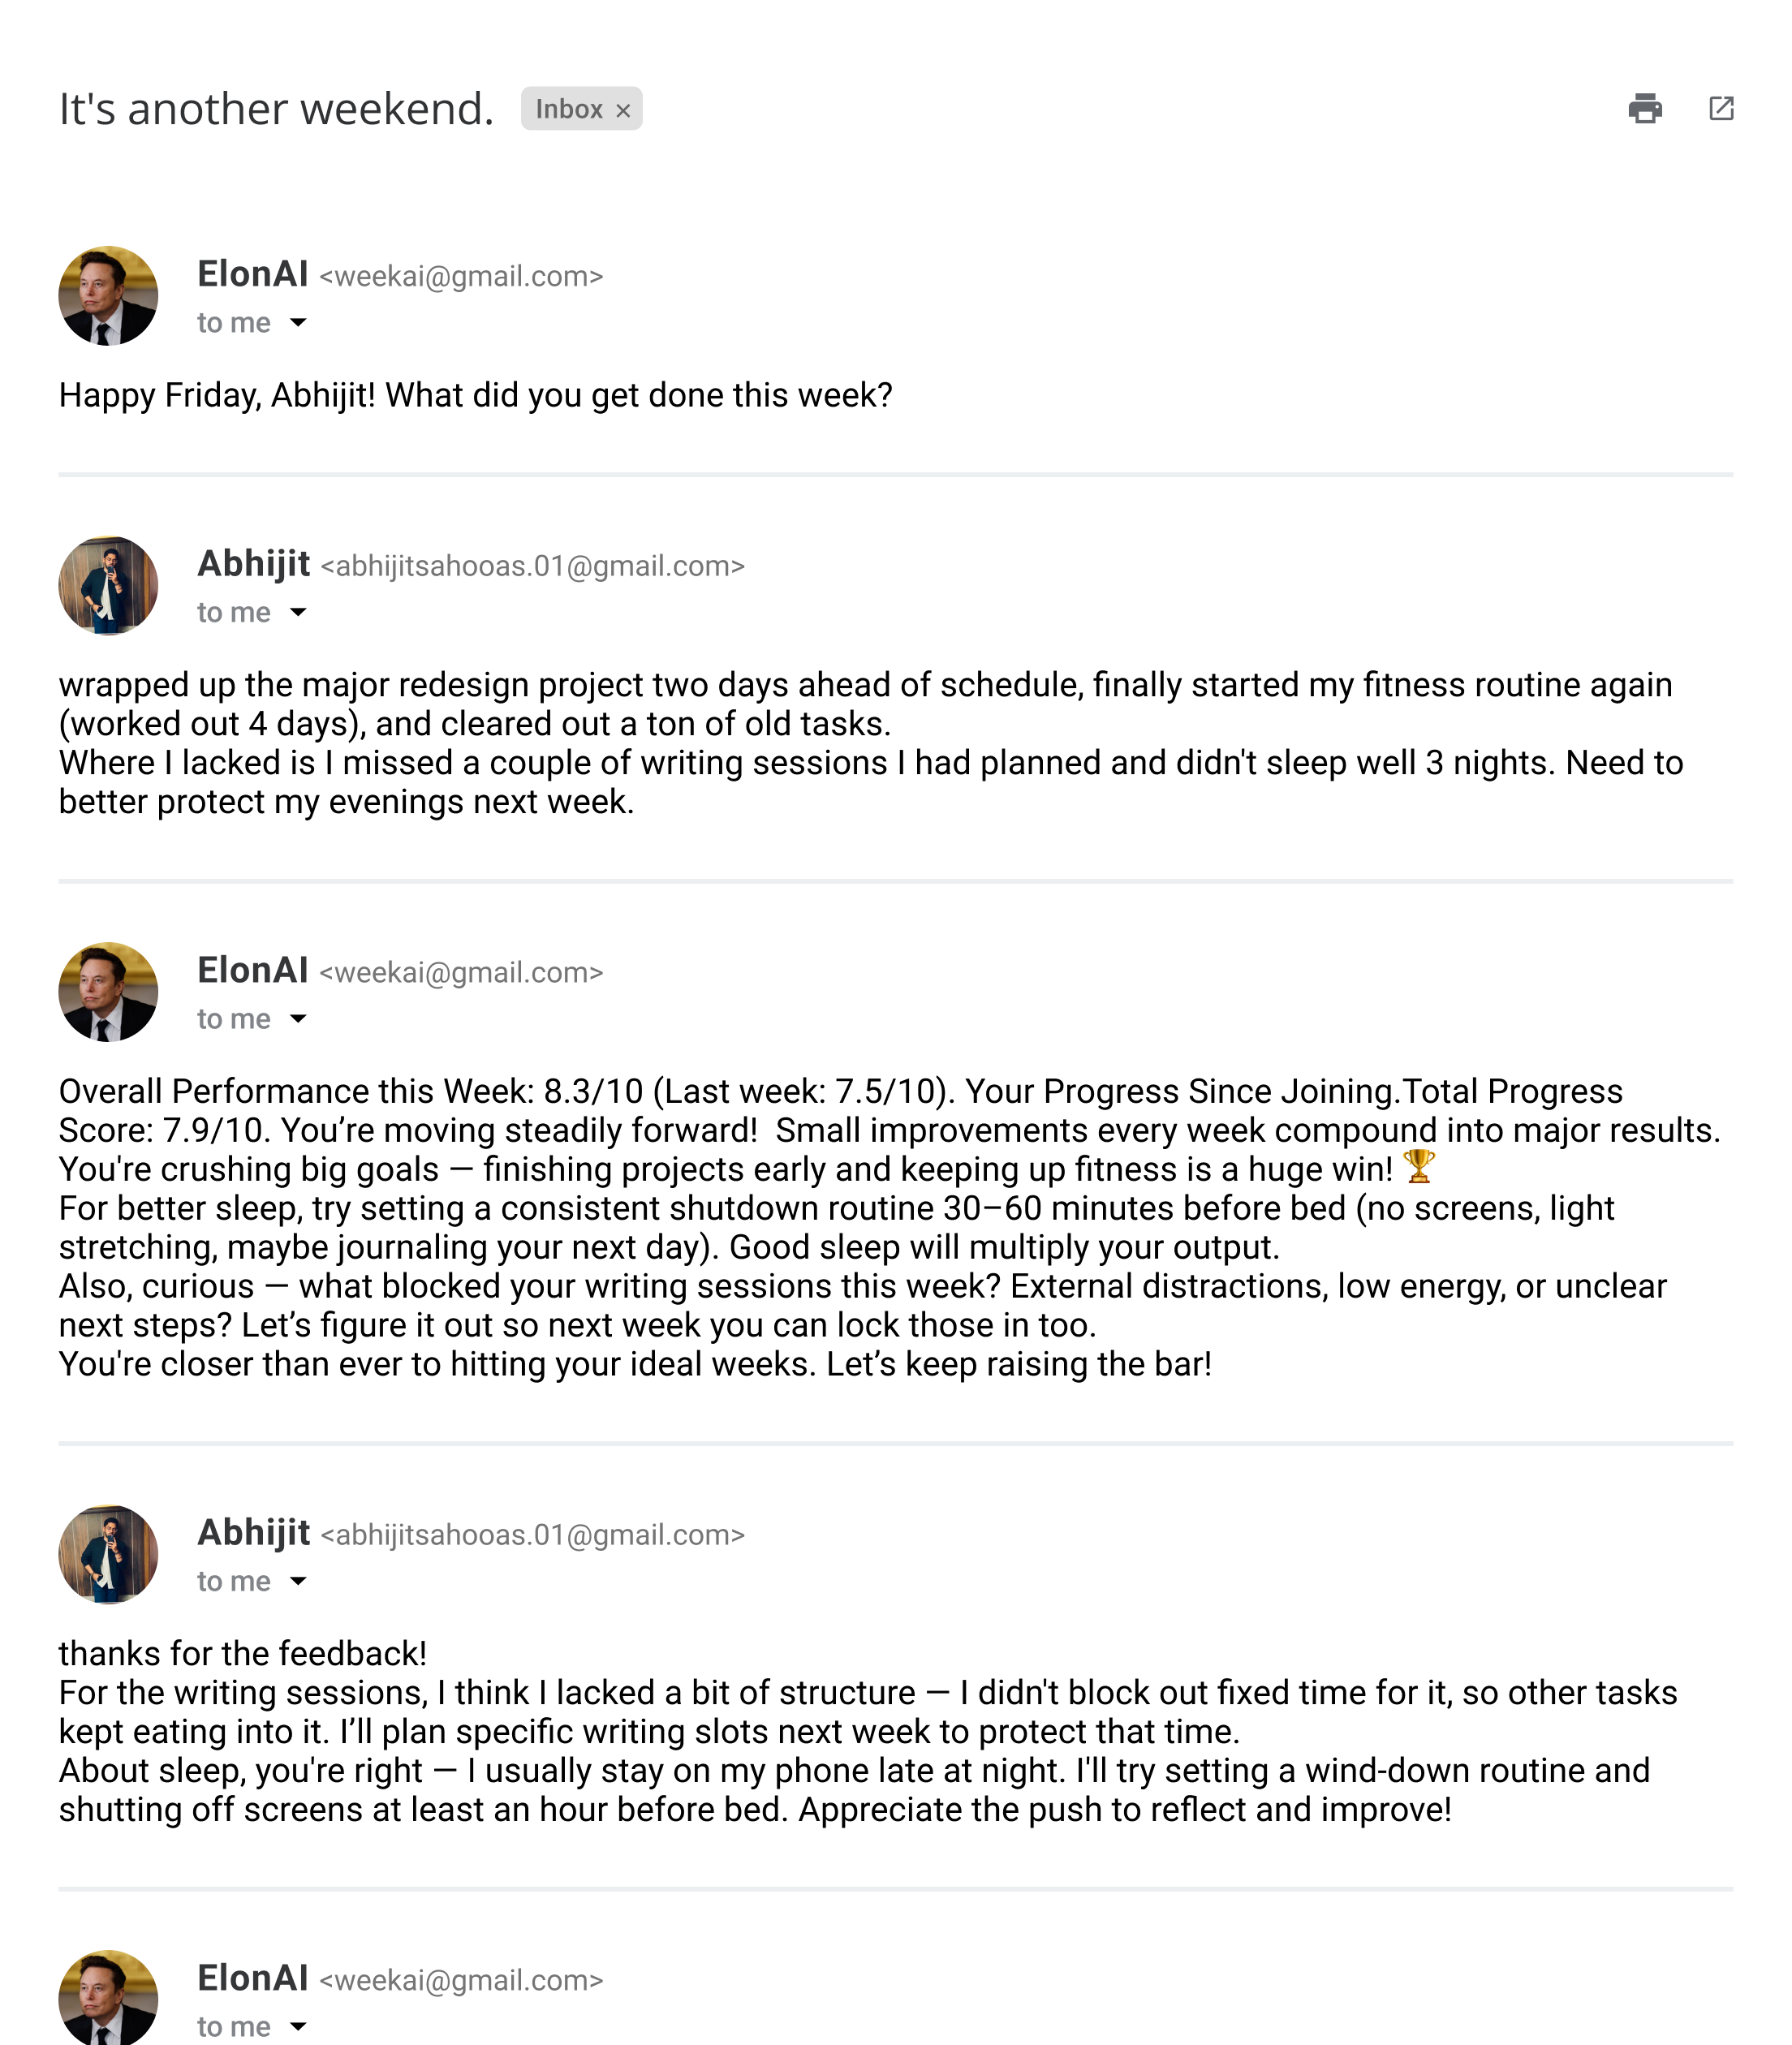 It's another weekend. Inbox ×
ElonAI <weekai@gmail.com>
to me
Happy Friday, Abhijit! What did you get done this week?
Abhijit <abhijitsahooas.01@gmail.com>
to me
wrapped up the major redesign project two days ahead of schedule, finally started my fitness routine again
(worked out 4 days), and cleared out a ton of old tasks.
Where I lacked is I missed a couple of writing sessions I had planned and didn't sleep well 3 nights. Need to
better protect my evenings next week.
ElonAI <weekai@gmail.com>
to me
Overall Performance this Week: 8.3/10 (Last week: 7.5/10). Your Progress Since Joining.Total Progress
Score: 7.9/10. You’re moving steadily forward!  Small improvements every week compound into major results.
You're crushing big goals — finishing projects early and keeping up fitness is a huge win! 🏆
For better sleep, try setting a consistent shutdown routine 30–60 minutes before bed (no screens, light
stretching, maybe journaling your next day). Good sleep will multiply your output.
Also, curious — what blocked your writing sessions this week? External distractions, low energy, or unclear
next steps? Let’s figure it out so next week you can lock those in too.
You're closer than ever to hitting your ideal weeks. Let’s keep raising the bar!
Abhijit <abhijitsahooas.01@gmail.com>
to me
thanks for the feedback!
For the writing sessions, I think I lacked a bit of structure — I didn't block out fixed time for it, so other tasks
kept eating into it. I’ll plan specific writing slots next week to protect that time.
About sleep, you're right — I usually stay on my phone late at night. I'll try setting a wind-down routine and
shutting off screens at least an hour before bed. Appreciate the push to reflect and improve!
ElonAI <weekai@gmail.com>
to me